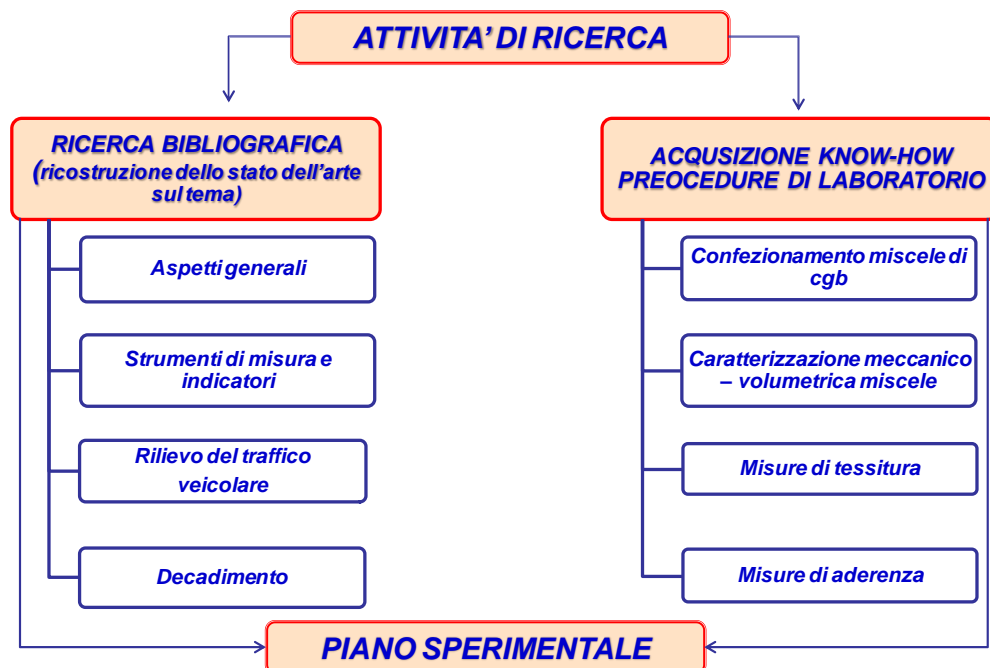 ATTIVITA' DI RICERCA
RICERCA BIBLIOGRAFICA
(ricostruzione dello stato dell'arte
sul tema)
Aspetti generali
Strumenti di misura e
indicatori
Rilievo del traffico
veicolare
Decadimento
ACQUSIZIONE KNOW-HOW
PREOCEDURE DI LABORATORIO
Confezionamento miscele di
cgb
Caratterizzazione meccanico
– volumetrica miscele
Misure di tessitura
Misure di aderenza
PIANO SPERIMENTALE